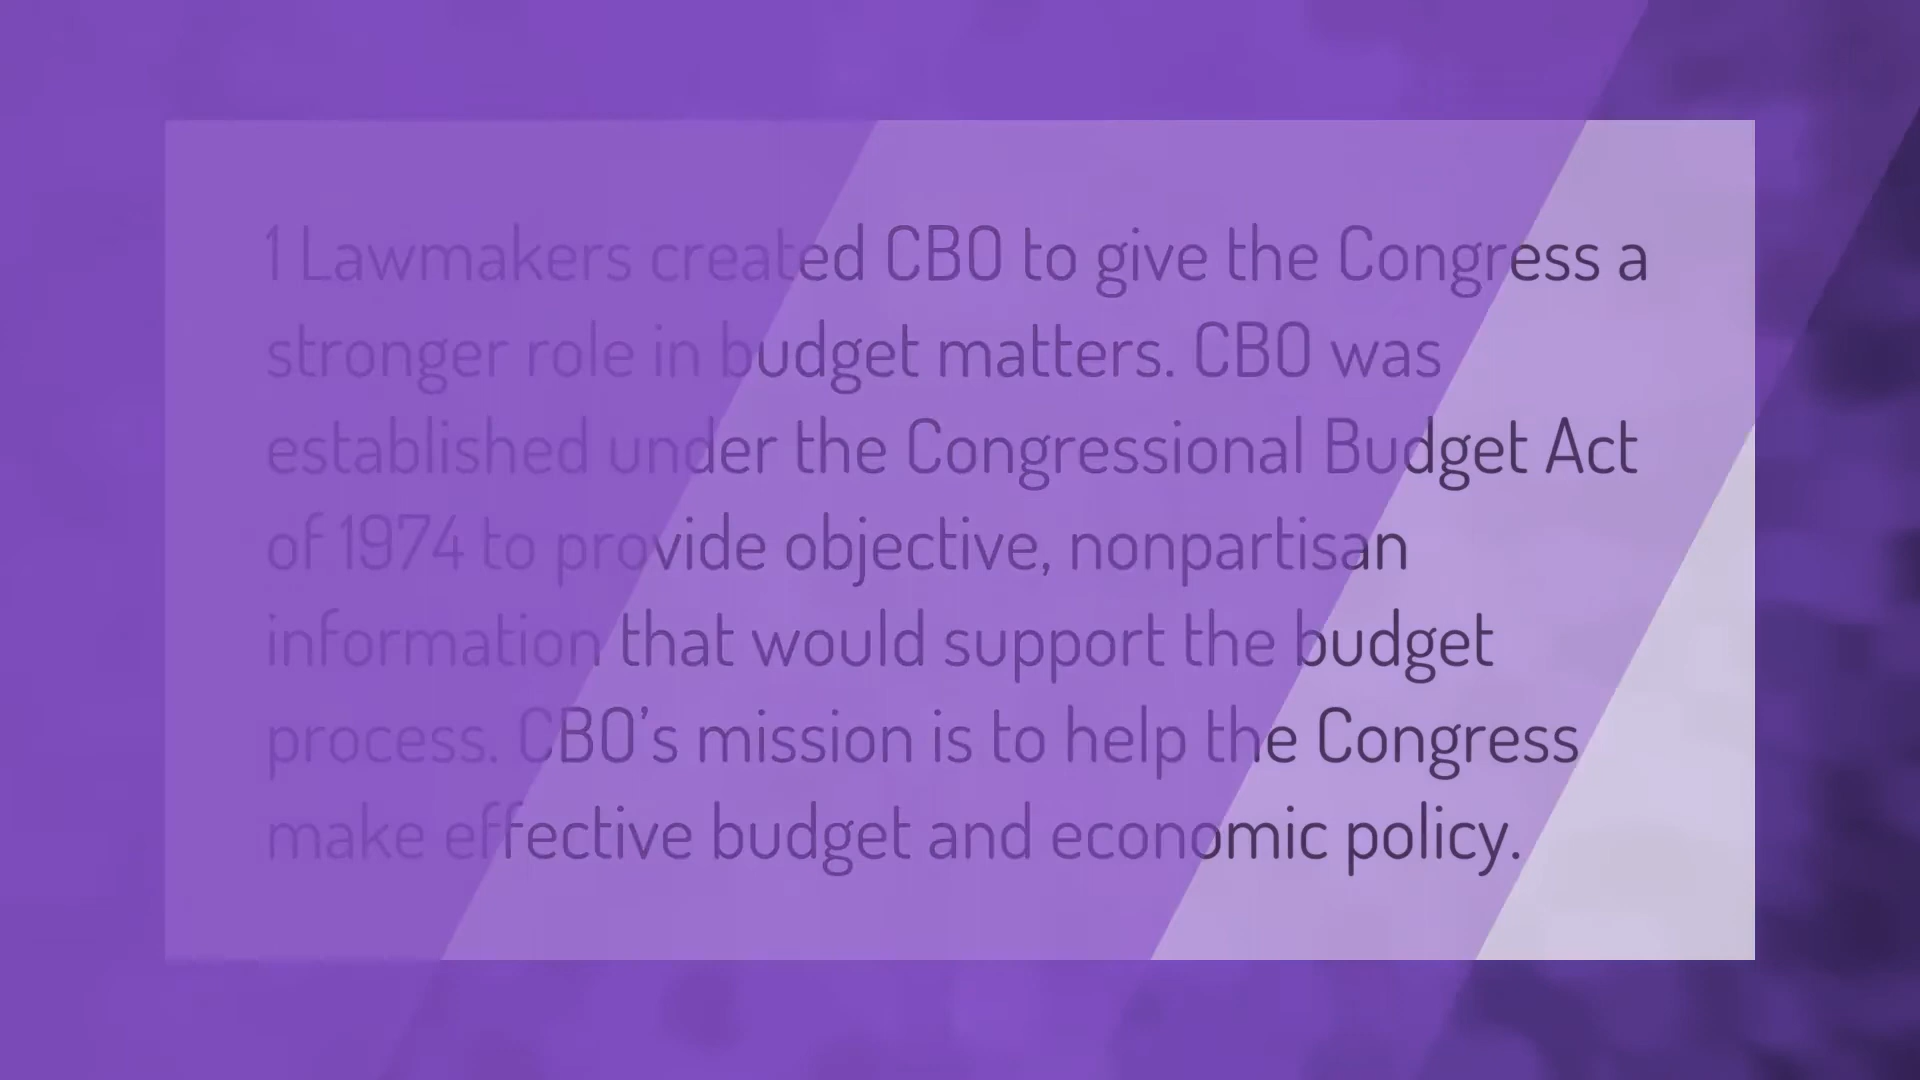 1 Lawmakers created CBO to give the Congress a
stronger role in budget matters. CBO was
established under the Congressional Budget Act
of 1974 to provide objective, nonpartisan
information that would support the budget
process. CBO’s mission is to help the Congress
make effective budget and economic policy.